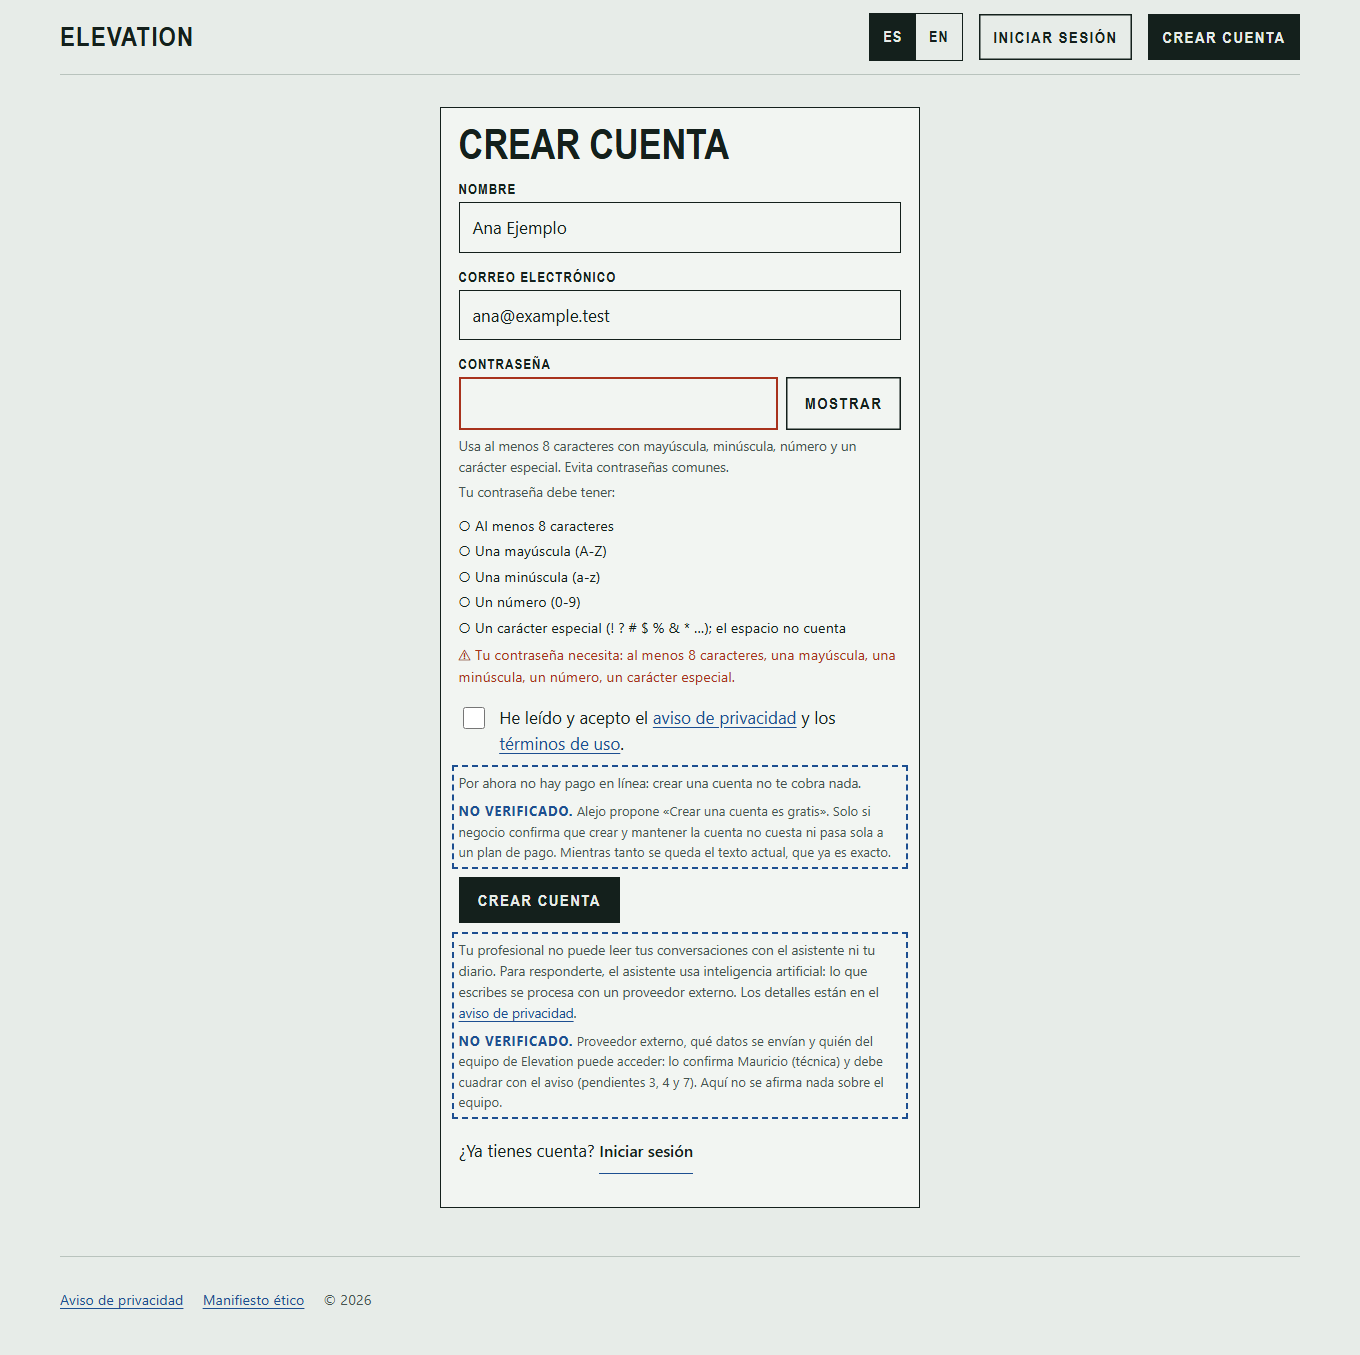 ELEVATION
ES
EN
INICIAR SESIÓN
CREAR CUENTA
CREAR CUENTA
NOMBRE
Ana Ejemplo
CORREO ELECTRÓNICO
ana@example.test
CONTRASEÑA
MOSTRAR
Usa al menos 8 caracteres con mayúscula, minúscula, número y un
carácter especial. Evita contraseñas comunes.
Tu contraseña debe tener:
○ Al menos 8 caracteres
○ Una mayúscula (A-Z)
○ Una minúscula (a-z)
○ Un número (0-9)
○ Un carácter especial (! ? # $ % & * ...); el espacio no cuenta
⚠ Tu contraseña necesita: al menos 8 caracteres, una mayúscula, una
minúscula, un número, un carácter especial.
He leído y acepto el aviso de privacidad y los
términos de uso.
Por ahora no hay pago en línea: crear una cuenta no te cobra nada.
NO VERIFICADO. Alejo propone «Crear una cuenta es gratis». Solo si
negocio confirma que crear y mantener la cuenta no cuesta ni pasa sola a
un plan de pago. Mientras tanto se queda el texto actual, que ya es exacto.
CREAR CUENTA
Tu profesional no puede leer tus conversaciones con el asistente ni tu
diario. Para responderte, el asistente usa inteligencia artificial: lo que
escribes se procesa con un proveedor externo. Los detalles están en el
aviso de privacidad.
NO VERIFICADO. Proveedor externo, qué datos se envían y quién del
equipo de Elevation puede acceder: lo confirma Mauricio (técnica) y debe
cuadrar con el aviso (pendientes 3, 4 y 7). Aquí no se afirma nada sobre el
equipo.
¿Ya tienes cuenta? Iniciar sesión
Aviso de privacidad
Manifiesto ético
© 2026